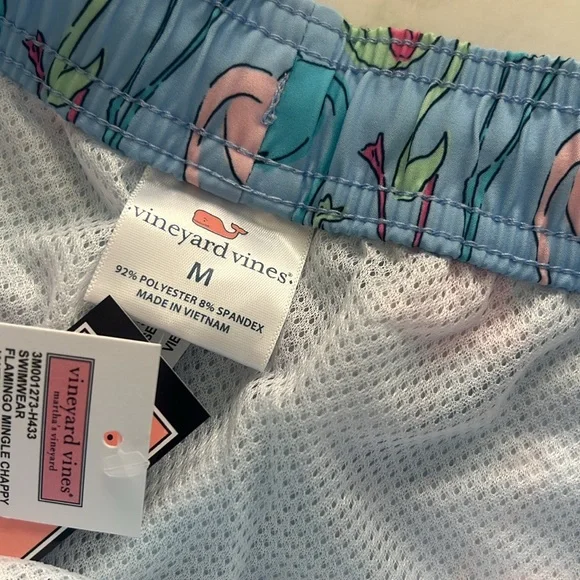 vineyard vines®
M
92% POLYESTER 8% SPANDEX
MADE IN VIETNAM
vineyard vines®
martha's vineyard
3M001273-H433
SWIMWEAR
FLAMINGO MINGLE CHAPPY